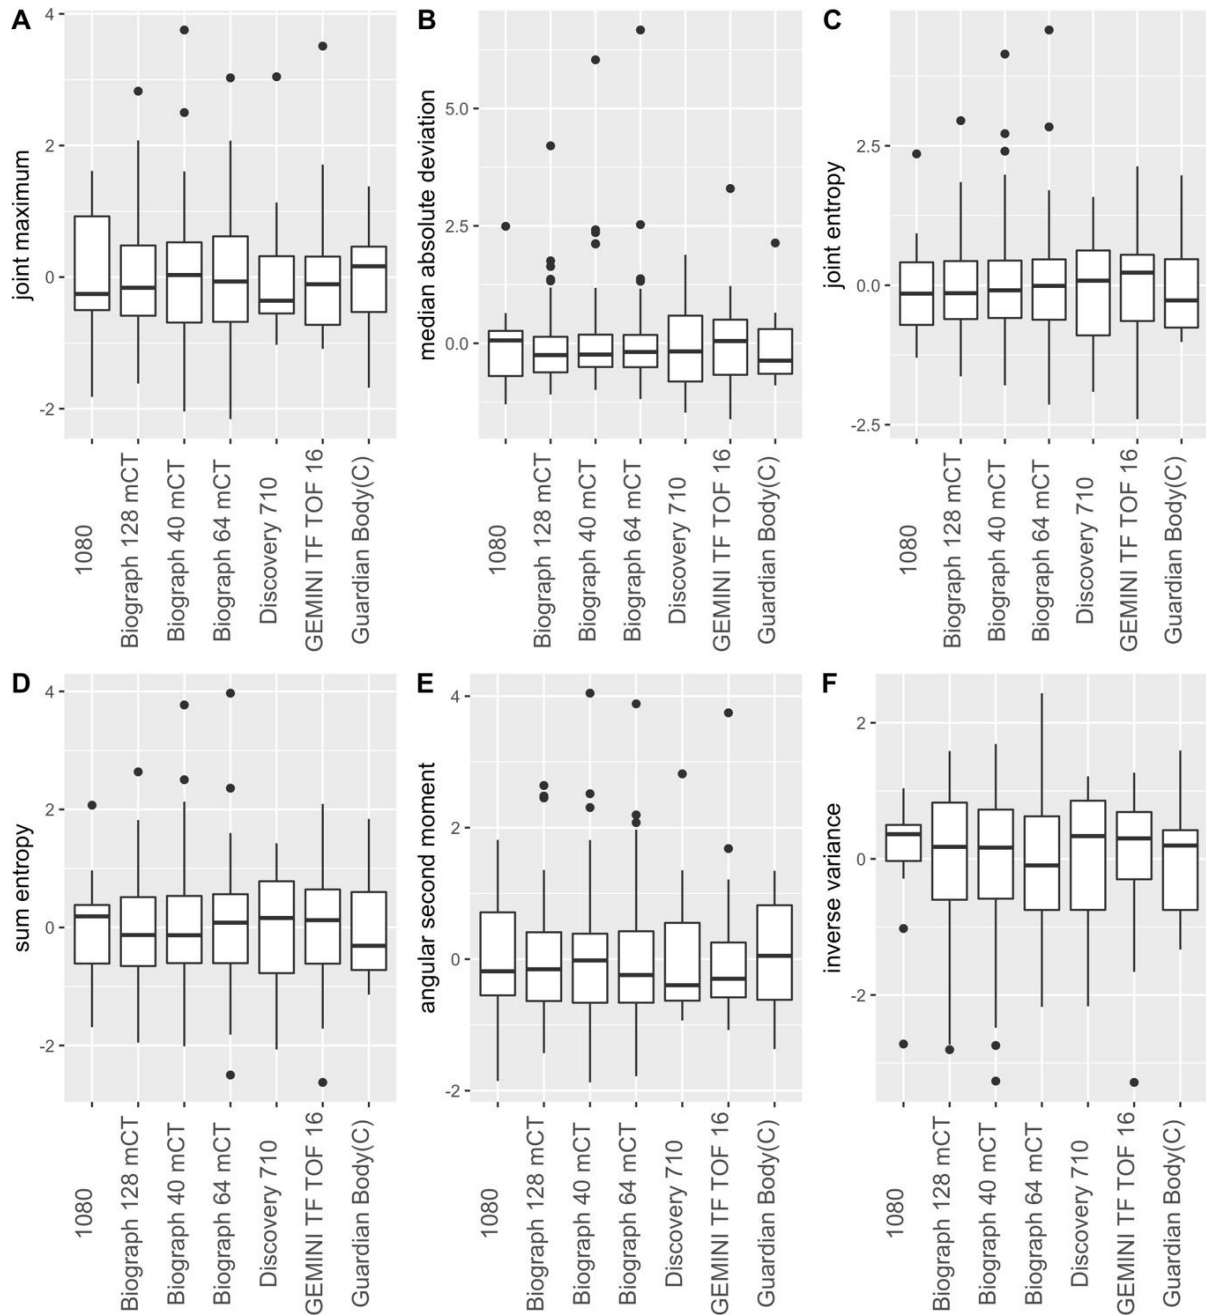 A
joint maximum
4
2
0
-2
1080
Biograph 128 mCT
Biograph 40 mCT
Biograph 64 mCT
Discovery 710
GEMINI TF TOF 16
Guardian Body(C)
B
median absolute deviation
5.0
2.5
0.0
1080
Biograph 128 mCT
Biograph 40 mCT
Biograph 64 mCT
Discovery 710
GEMINI TF TOF 16
Guardian Body(C)
C
joint entropy
2.5
0.0
-2.5
1080
Biograph 128 mCT
Biograph 40 mCT
Biograph 64 mCT
Discovery 710
GEMINI TF TOF 16
Guardian Body(C)
D
sum entropy
4
2
0
-2
1080
Biograph 128 mCT
Biograph 40 mCT
Biograph 64 mCT
Discovery 710
GEMINI TF TOF 16
Guardian Body(C)
E
angular second moment
4
2
0
-2
1080
Biograph 128 mCT
Biograph 40 mCT
Biograph 64 mCT
Discovery 710
GEMINI TF TOF 16
Guardian Body(C)
F
inverse variance
2
0
-2
1080
Biograph 128 mCT
Biograph 40 mCT
Biograph 64 mCT
Discovery 710
GEMINI TF TOF 16
Guardian Body(C)